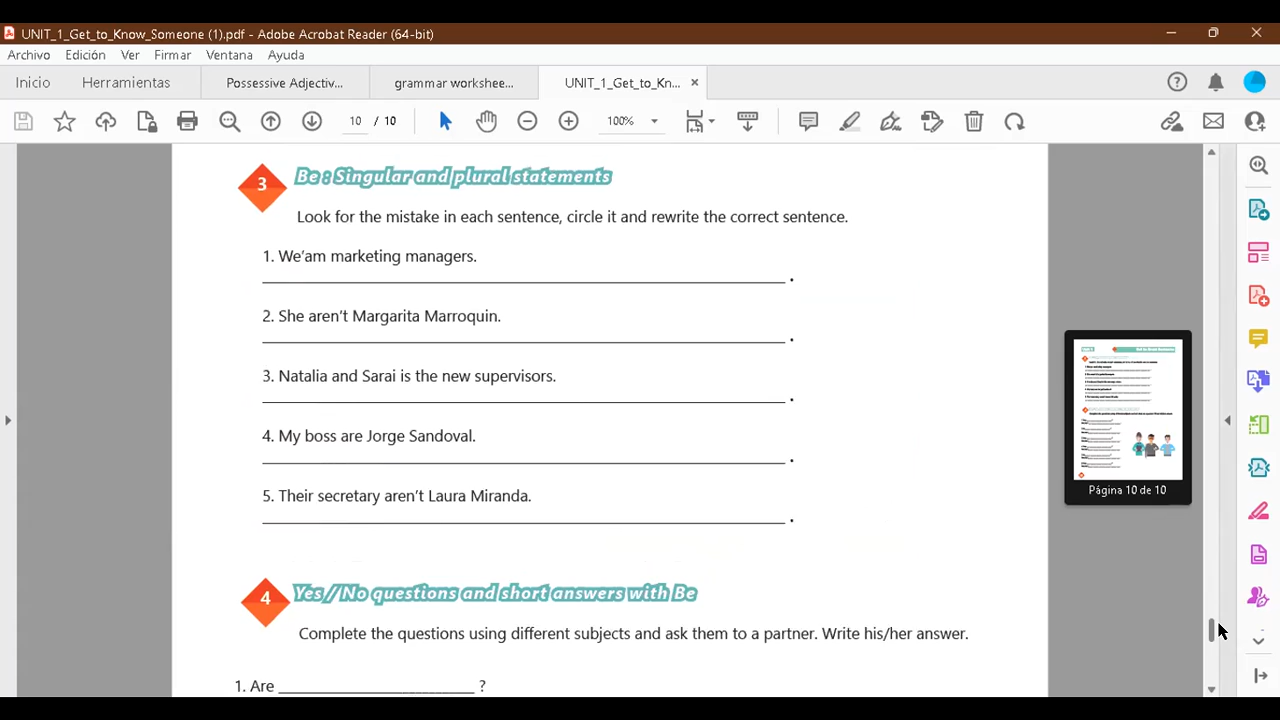 UNIT_1_Get_to_Know_Someone (1).pdf - Adobe Acrobat Reader (64-bit)
Archivo Edición Ver Firmar Ventana Ayuda
Inicio Herramientas Possessive Adjectiv... grammar workshee... UNIT_1_Get_to_Kn...
10 / 10 100%
3 Be : Singular and plural statements
Look for the mistake in each sentence, circle it and rewrite the correct sentence.
1. We'am marketing managers.
2. She aren't Margarita Marroquin.
3. Natalia and Sarai is the new supervisors.
4. My boss are Jorge Sandoval.
5. Their secretary aren't Laura Miranda.
Página 10 de 10
4 Yes / No questions and short answers with Be
Complete the questions using different subjects and ask them to a partner. Write his/her answer.
1. Are ________________________ ?